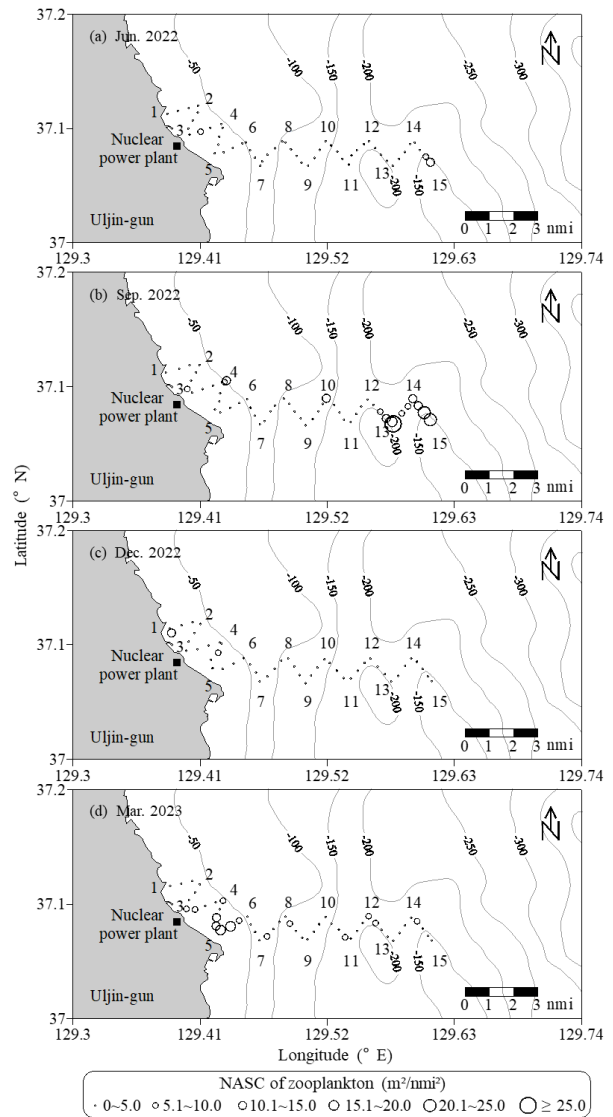 37.2
(a) Jun. 2022
-50
-100
-150
-200
-250
-300
N
37.1
1 2 3 4 5 6 7 8 9 10 11 12 13 14 15
-200
-150
Nuclear
power plant
Uljin-gun
0 1 2 3 nmi
37
129.3 129.41 129.52 129.63 129.74
37.2
(b) Sep. 2022
-50
-100
-150
-200
-250
-300
N
37.1
1 2 3 4 5 6 7 8 9 10 11 12 13 14 15
-200
-150
Nuclear
power plant
Uljin-gun
0 1 2 3 nmi
37
129.3 129.41 129.52 129.63 129.74
Latitude (° N)
37.2
(c) Dec. 2022
-50
-100
-150
-200
-250
-300
N
37.1
1 2 3 4 5 6 7 8 9 10 11 12 13 14 15
-200
-150
Nuclear
power plant
Uljin-gun
0 1 2 3 nmi
37
129.3 129.41 129.52 129.63 129.74
37.2
(d) Mar. 2023
-50
-100
-150
-200
-250
-300
N
37.1
1 2 3 4 5 6 7 8 9 10 11 12 13 14 15
-200
-150
Nuclear
power plant
Uljin-gun
0 1 2 3 nmi
37
129.3 129.41 129.52 129.63 129.74
Longitude (° E)
NASC of zooplankton (m²/nmi²)
0~5.0 5.1~10.0 10.1~15.0 15.1~20.0 20.1~25.0 ≥ 25.0